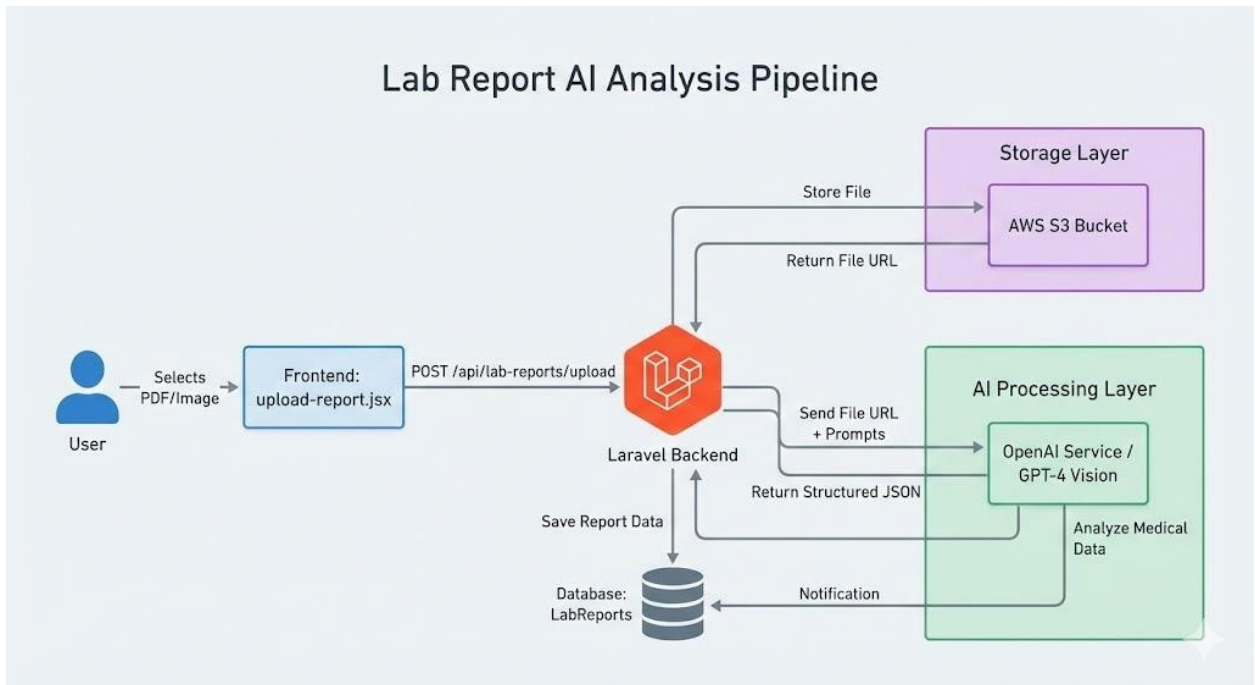 Lab Report AI Analysis Pipeline
Storage Layer
Store File
AWS S3 Bucket
Return File URL
Selects
PDF/Image
User
Frontend:
upload-report.jsx
POST /api/lab-reports/upload
Laravel Backend
AI Processing Layer
Send File URL
+ Prompts
OpenAI Service /
GPT-4 Vision
Return Structured JSON
Analyze Medical
Data
Save Report Data
Database:
LabReports
Notification